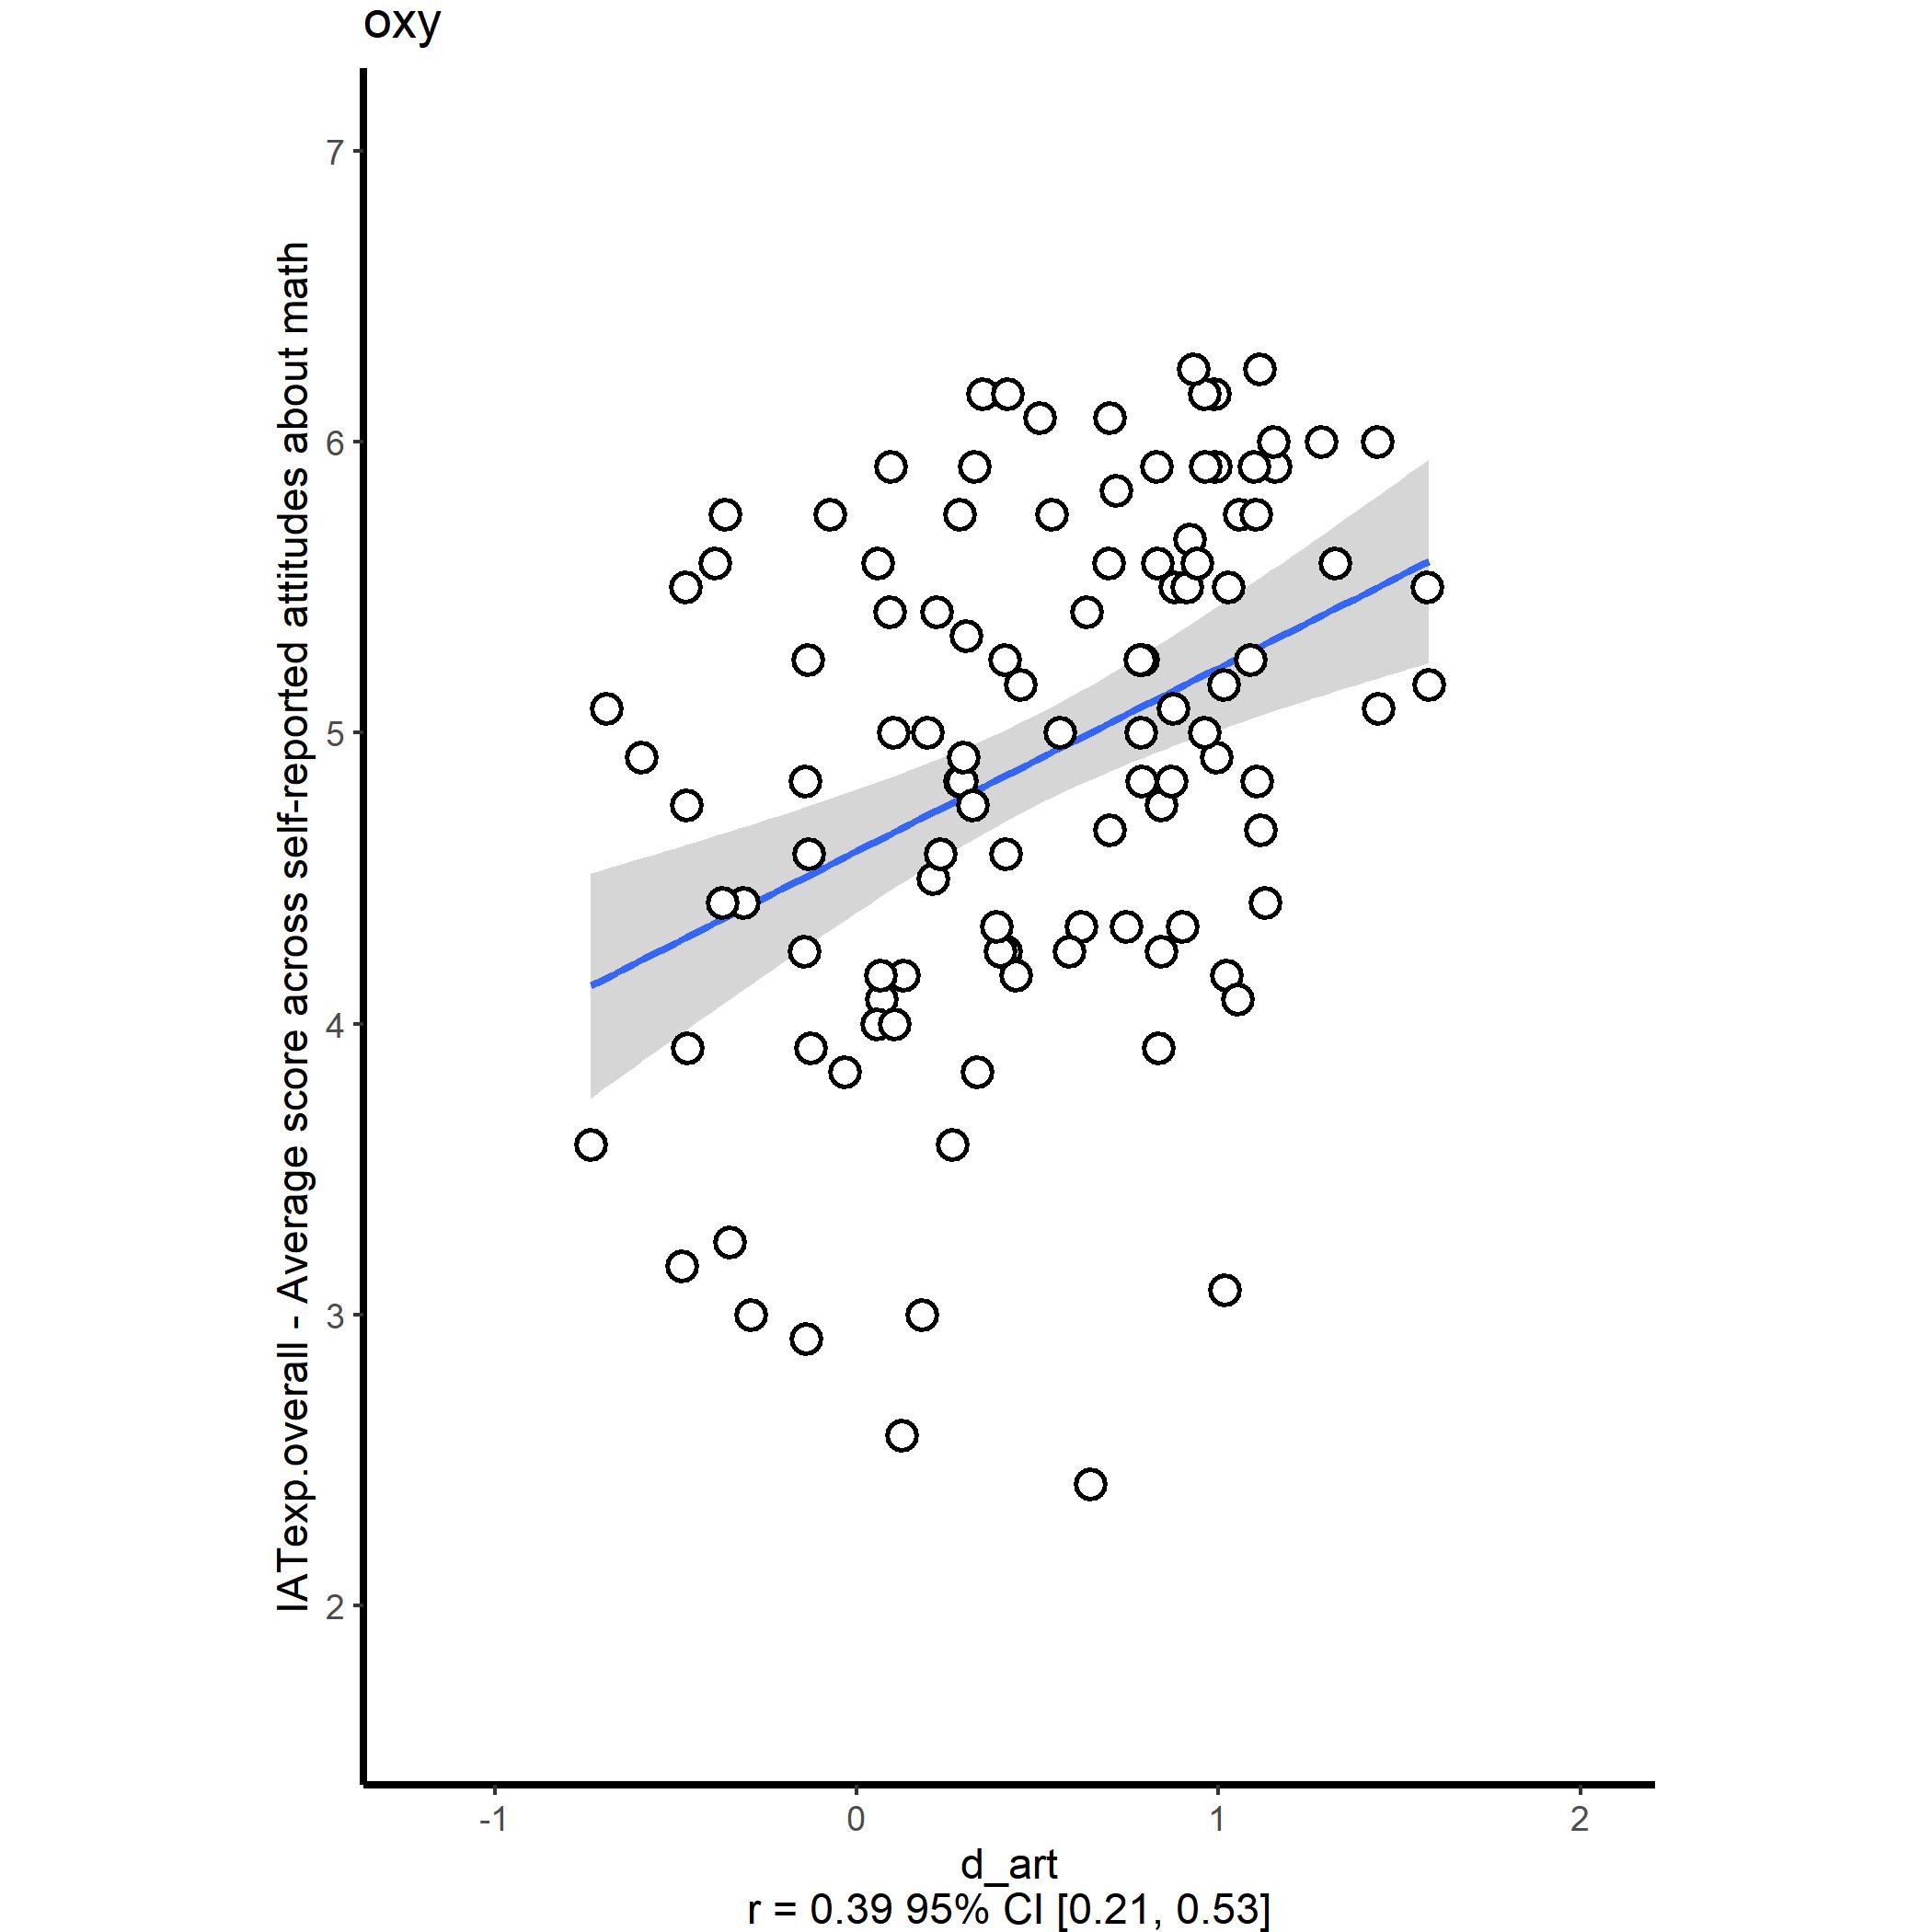 oxy
IATexp.overall - Average score across self-reported attitudes about math
7
6
5
4
3
2
-1 0 1 2
d_art
r = 0.39 95% CI [0.21, 0.53]